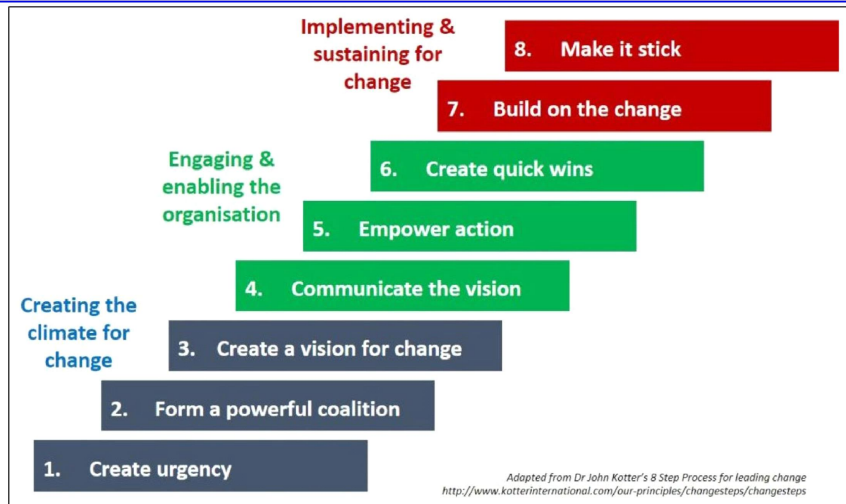 Implementing &
sustaining for
change
8. Make it stick
7. Build on the change
Engaging &
enabling the
organisation
6. Create quick wins
5. Empower action
4. Communicate the vision
Creating the
climate for
change
3. Create a vision for change
2. Form a powerful coalition
1. Create urgency
Adapted from Dr John Kotter's 8 Step Process for leading change
http://www.kotterinternational.com/our-principles/changesteps/changesteps